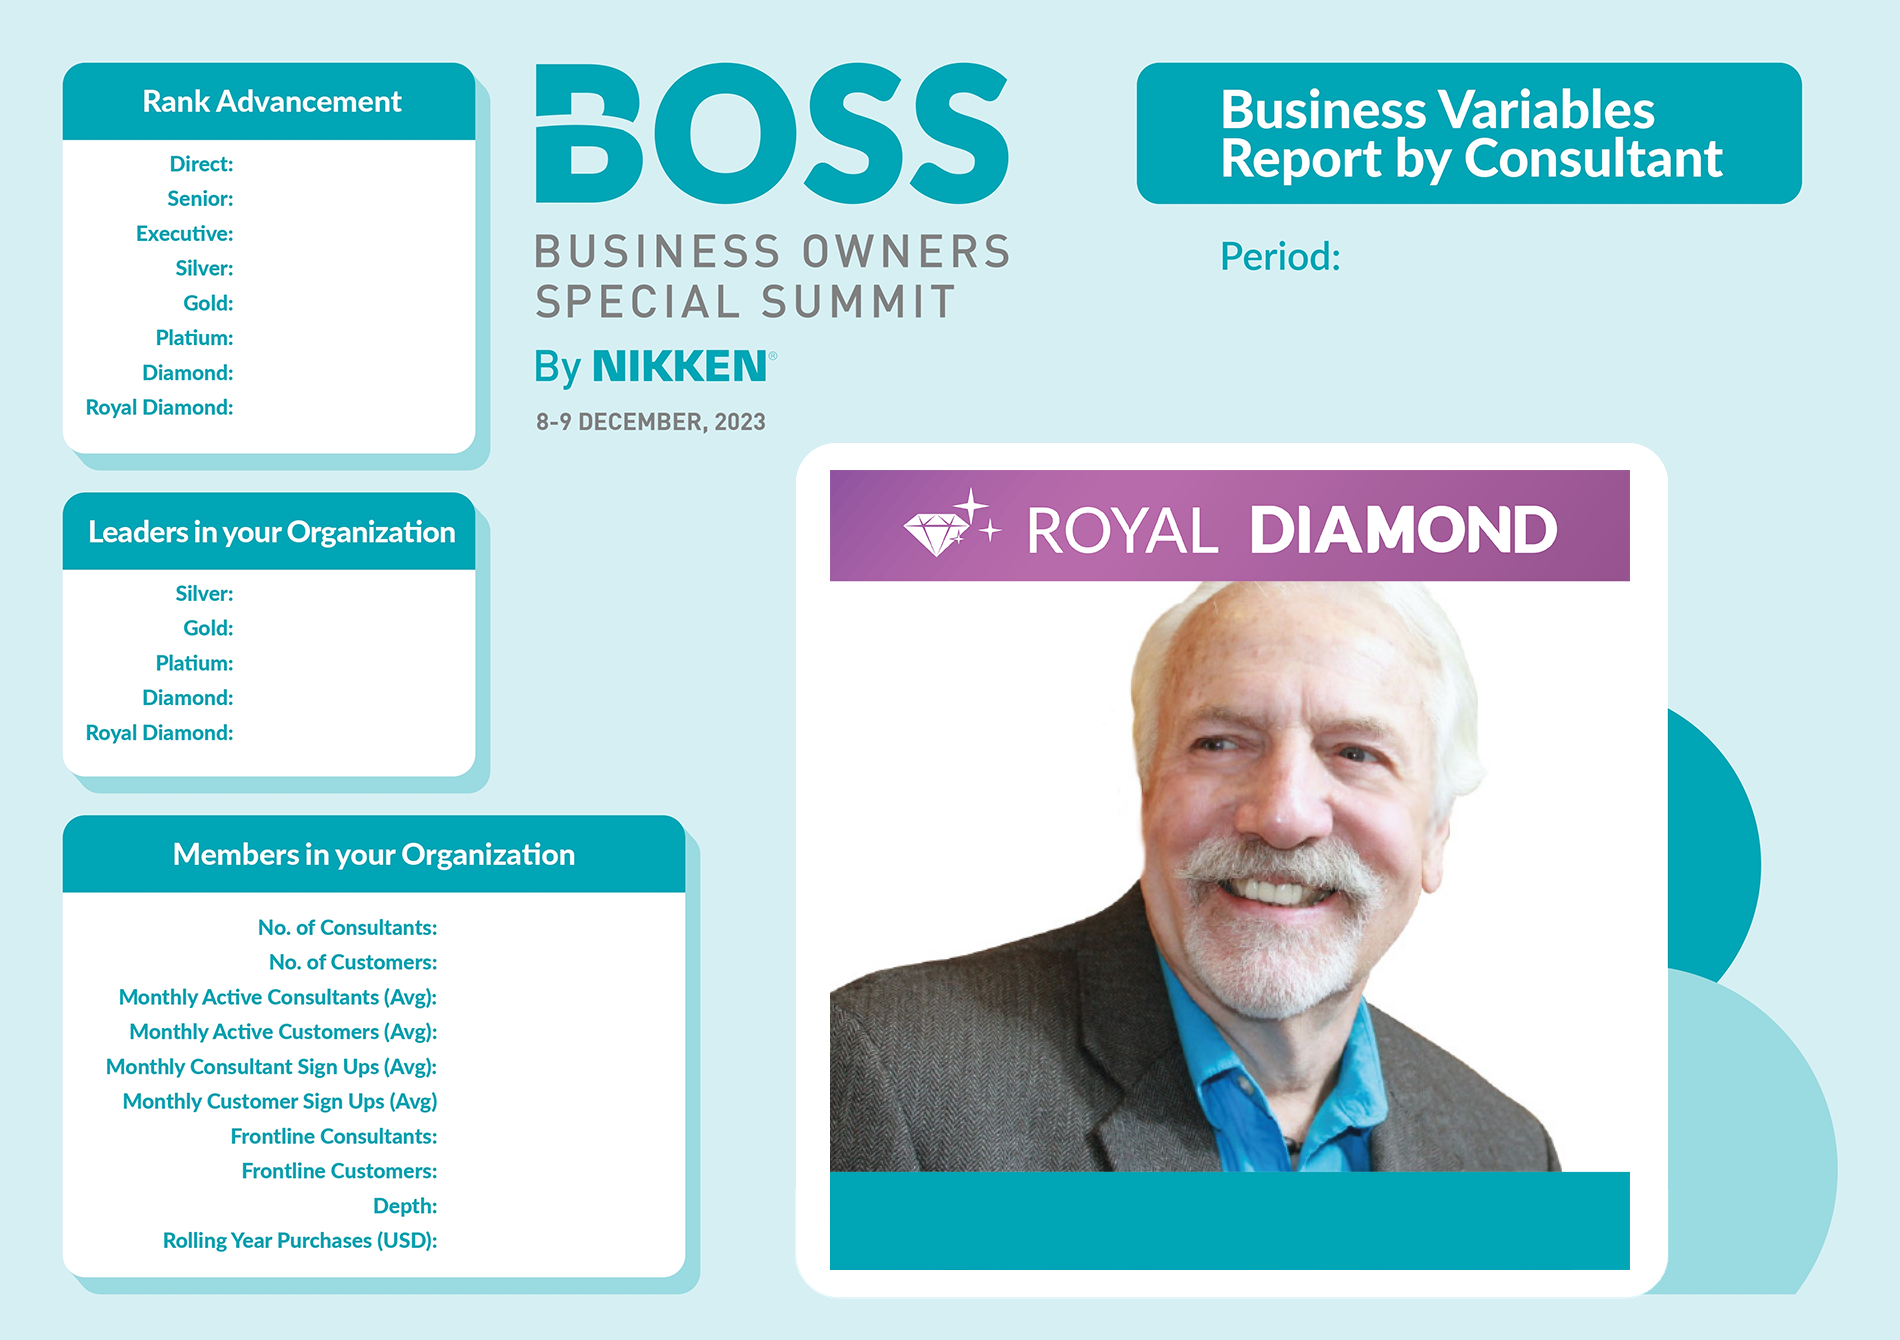 Rank Advancement
Direct:
Senior:
Executive:
Silver:
Gold:
Platium:
Diamond:
Royal Diamond:
Leaders in your Organization
Silver:
Gold:
Platium:
Diamond:
Royal Diamond:
Members in your Organization
No. of Consultants:
No. of Customers:
Monthly Active Consultants (Avg):
Monthly Active Customers (Avg):
Monthly Consultant Sign Ups (Avg):
Monthly Customer Sign Ups (Avg)
Frontline Consultants:
Frontline Customers:
Depth:
Rolling Year Purchases (USD):
BOSS
BUSINESS OWNERS
SPECIAL SUMMIT
By NIKKEN®
8-9 DECEMBER, 2023
Business Variables
Report by Consultant
Period:
ROYAL DIAMOND